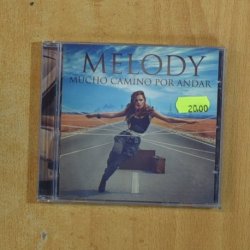 MELODY
MUCHO CAMINO POR ANDAR
20.00